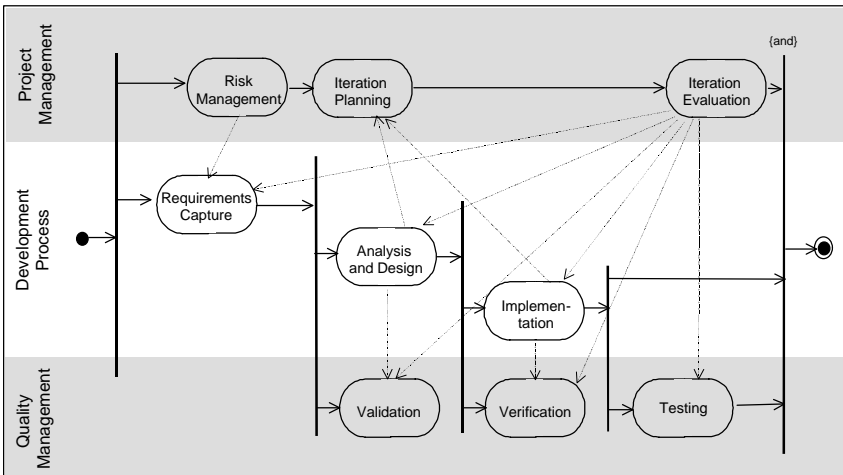 {and}
Project
Management
Risk
Management
Iteration
Planning
Iteration
Evaluation
Development
Process
Requirements
Capture
Analysis
and Design
Implemen-
tation
Quality
Management
Validation
Verification
Testing